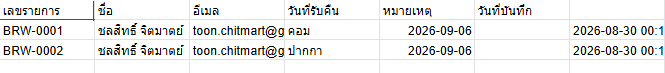 เลขรายการ ชื่อ อีเมล วันที่รับคืน หมายเหตุ วันที่บันทึก
BRW-0001 ชลสิทธิ์ จิตมาตย์ toon.chitmart@g คอม 2026-09-06 2026-08-30 00:1
BRW-0002 ชลสิทธิ์ จิตมาตย์ toon.chitmart@g ปากกา 2026-09-06 2026-08-30 00:1